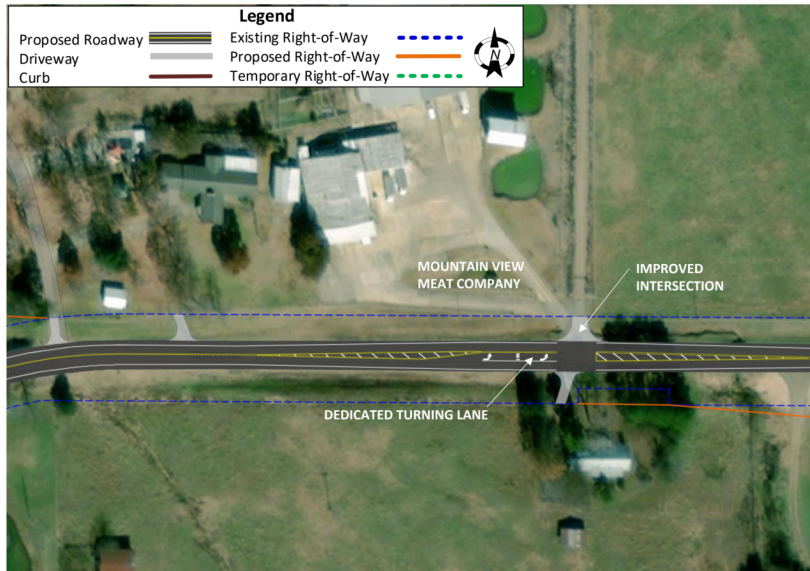 Legend
Proposed Roadway
Existing Right-of-Way
Driveway
Proposed Right-of-Way
Curb
Temporary Right-of-Way
N
MOUNTAIN VIEW
MEAT COMPANY
IMPROVED
INTERSECTION
DEDICATED TURNING LANE